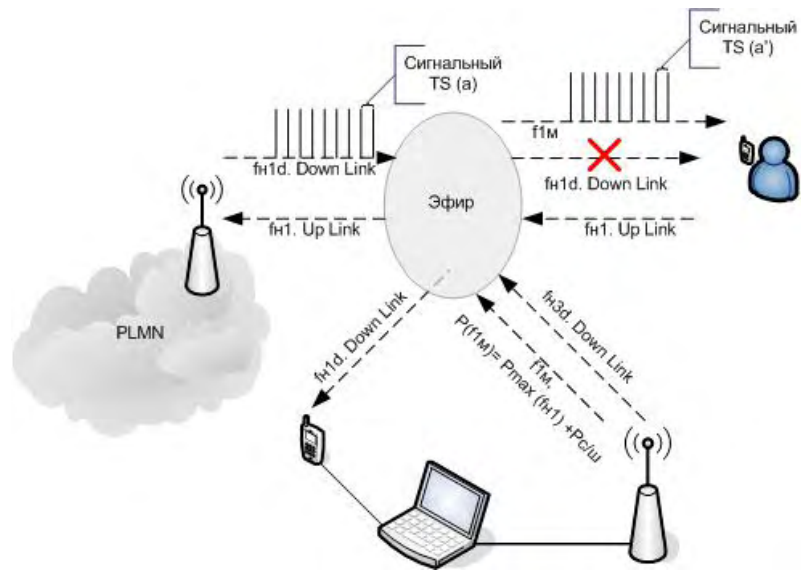 Сигнальный
TS (a)
Сигнальный
TS (a')
f1м
fн1d. Down Link
fн1d. Down Link
Эфир
fн1. Up Link
fн1. Up Link
PLMN
fн1d. Down Link
fн3d. Down Link
f1м,
P(f1м)= Pmax (fн1) +Pс/ш